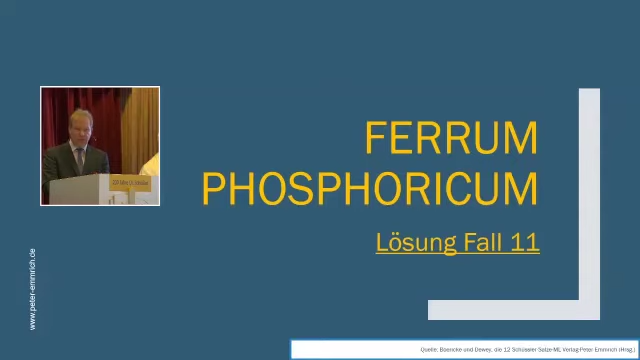 FERRUM
PHOSPHORICUM
Lösung Fall 11
www.peter-emmrich.de
Quelle: Boericke und Dewey, die 12 Schüssler-Salze ML Verlag Peter Emmrich (Hrsg.)